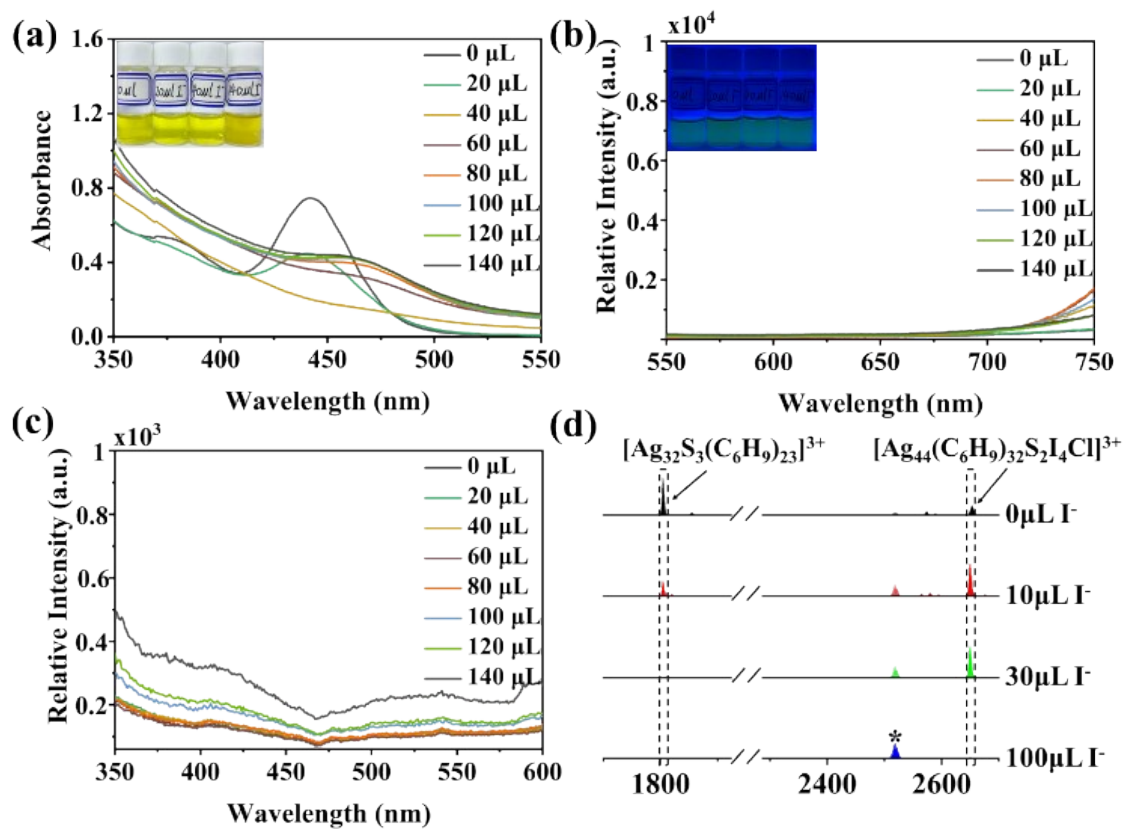 (a)
1.6
1.2
0.8
0.4
0.0
Absorbance
350 400 450 500 550
Wavelength (nm)
0 μL
20 μL
40 μL
60 μL
80 μL
100 μL
120 μL
140 μL
(b)
x10⁴
1
0.8
0.6
0.4
0.2
0
Relative Intensity (a.u.)
550 600 650 700 750
Wavelength (nm)
0 μL
20 μL
40 μL
60 μL
80 μL
100 μL
120 μL
140 μL
(c)
x10³
1
0.8
0.6
0.4
0.2
Relative Intensity (a.u.)
350 400 450 500 550 600
Wavelength (nm)
0 μL
20 μL
40 μL
60 μL
80 μL
100 μL
120 μL
140 μL
(d)
[Ag₃₂S₃(C₆H₉)₂₃]³⁺ [Ag₄₄(C₆H₉)₃₂S₂I₄Cl]³⁺
0μL I⁻
10μL I⁻
30μL I⁻
*
100μL I⁻
1800 2400 2600